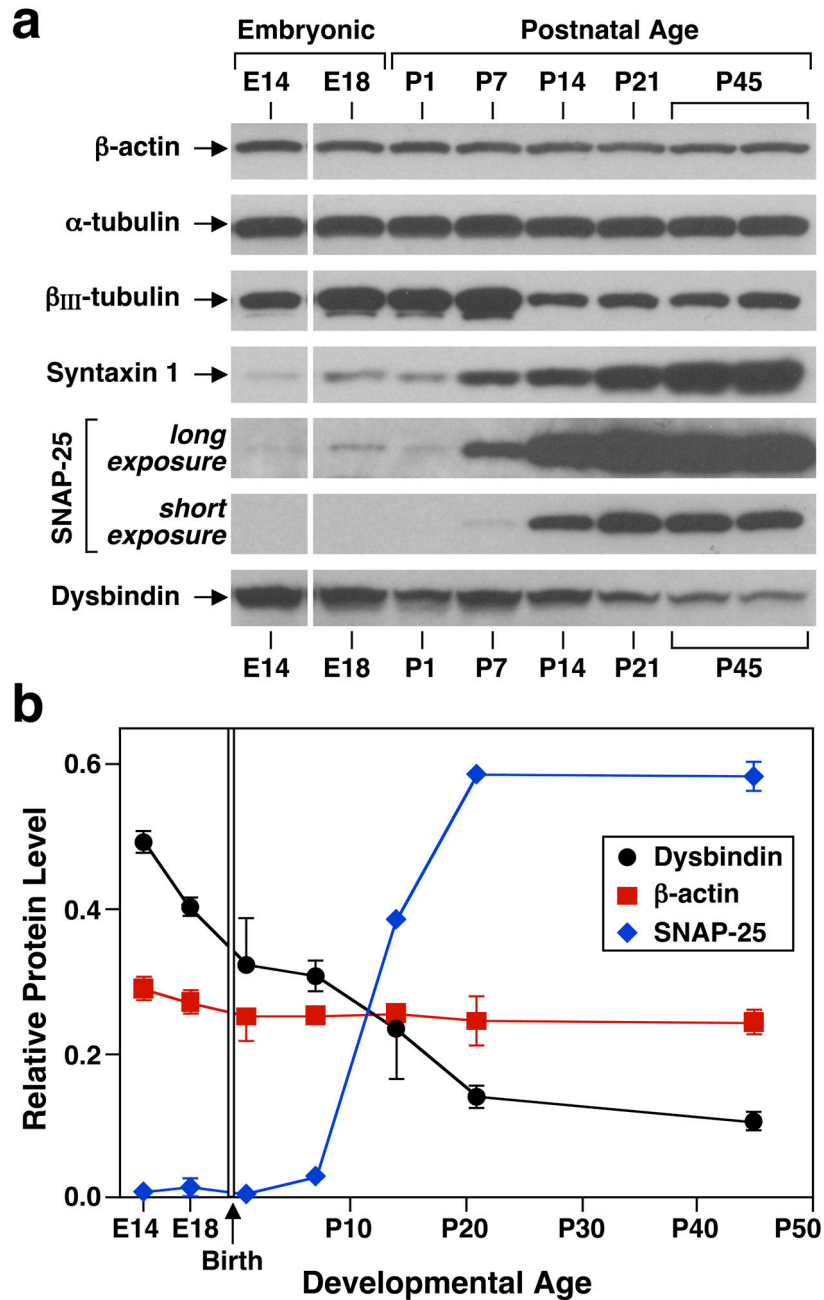 a
Embryonic Postnatal Age
E14 E18 P1 P7 P14 P21 P45
β-actin
α-tubulin
βIII-tubulin
Syntaxin 1
SNAP-25
long
exposure
short
exposure
Dysbindin
E14 E18 P1 P7 P14 P21 P45
b
Relative Protein Level
0.6
0.4
0.2
0.0
Dysbindin
β-actin
SNAP-25
E14 E18 P10 P20 P30 P40 P50
Birth
Developmental Age